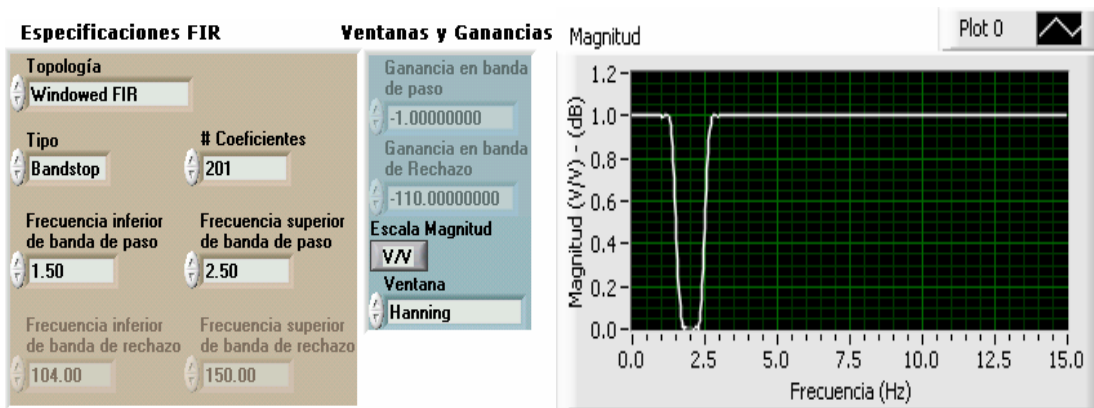 Especificaciones FIR
Topología
Windowed FIR
Tipo
Bandstop
# Coeficientes
201
Frecuencia inferior
de banda de paso
1.50
Frecuencia superior
de banda de paso
2.50
Frecuencia inferior
de banda de rechazo
104.00
Frecuencia superior
de banda de rechazo
150.00
Ventanas y Ganancias
Ganancia en banda
de paso
-1.00000000
Ganancia en banda
de Rechazo
-110.00000000
Escala Magnitud
V/V
Ventana
Hanning
Magnitud
Plot 0
Magnitud (V/V) - (dB)
1.2
1.0
0.8
0.6
0.4
0.2
0.0
0.0 2.5 5.0 7.5 10.0 12.5 15.0
Frecuencia (Hz)